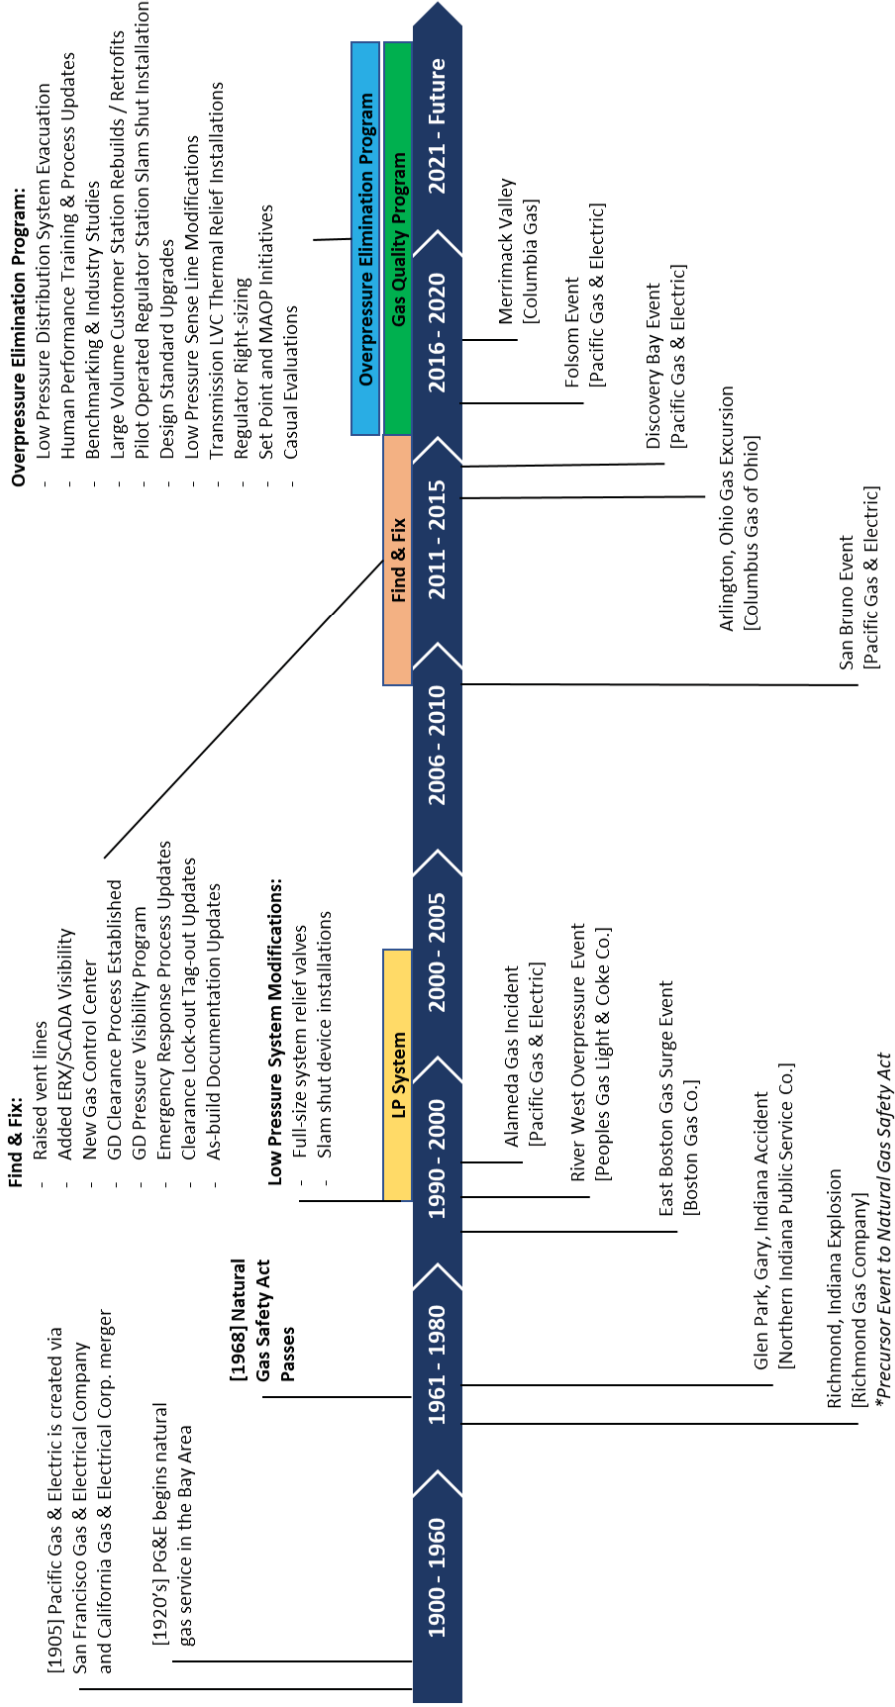 [1905] Pacific Gas & Electric is created via
San Francisco Gas & Electrical Company
and California Gas & Electrical Corp. merger
[1920's] PG&E begins natural
gas service in the Bay Area
[1968] Natural
Gas Safety Act
Passes
Find & Fix:
- Raised vent lines
- Added ERX/SCADA Visibility
- New Gas Control Center
- GD Clearance Process Established
- GD Pressure Visibility Program
- Emergency Response Process Updates
- Clearance Lock-out Tag-out Updates
- As-build Documentation Updates
Low Pressure System Modifications:
- Full-size system relief valves
- Slam shut device installations
Overpressure Elimination Program:
- Low Pressure Distribution System Evacuation
- Human Performance Training & Process Updates
- Benchmarking & Industry Studies
- Large Volume Customer Station Rebuilds / Retrofits
- Pilot Operated Regulator Station Slam Shut Installation
- Design Standard Upgrades
- Low Pressure Sense Line Modifications
- Transmission LVC Thermal Relief Installations
- Regulator Right-sizing
- Set Point and MAOP Initiatives
- Casual Evaluations
Overpressure Elimination Program
LP System
Find & Fix
Gas Quality Program
1900 - 1960
1961 - 1980
1990 - 2000
2000 - 2005
2006 - 2010
2011 - 2015
2016 - 2020
2021 - Future
Richmond, Indiana Explosion
[Richmond Gas Company]
*Precursor Event to Natural Gas Safety Act
Glen Park, Gary, Indiana Accident
[Northern Indiana Public Service Co.]
East Boston Gas Surge Event
[Boston Gas Co.]
River West Overpressure Event
[Peoples Gas Light & Coke Co.]
Alameda Gas Incident
[Pacific Gas & Electric]
San Bruno Event
[Pacific Gas & Electric]
Arlington, Ohio Gas Excursion
[Columbus Gas of Ohio]
Discovery Bay Event
[Pacific Gas & Electric]
Folsom Event
[Pacific Gas & Electric]
Merrimack Valley
[Columbia Gas]